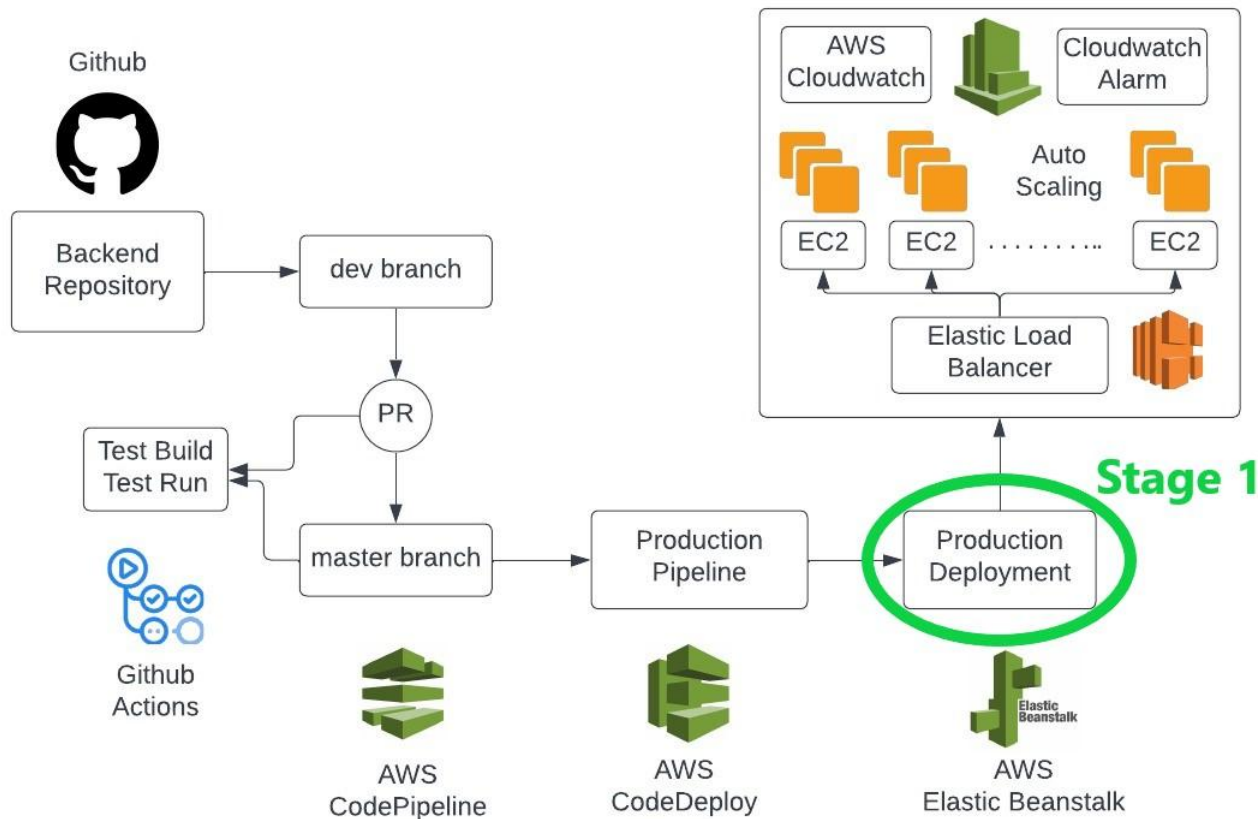 Github
Backend
Repository
dev branch
PR
Test Build
Test Run
master branch
Github
Actions
AWS
CodePipeline
Production
Pipeline
AWS
CodeDeploy
Stage 1
Production
Deployment
Elastic
Beanstalk
AWS
Elastic Beanstalk
AWS
Cloudwatch
Cloudwatch
Alarm
Auto
Scaling
EC2
EC2
..........
EC2
Elastic Load
Balancer